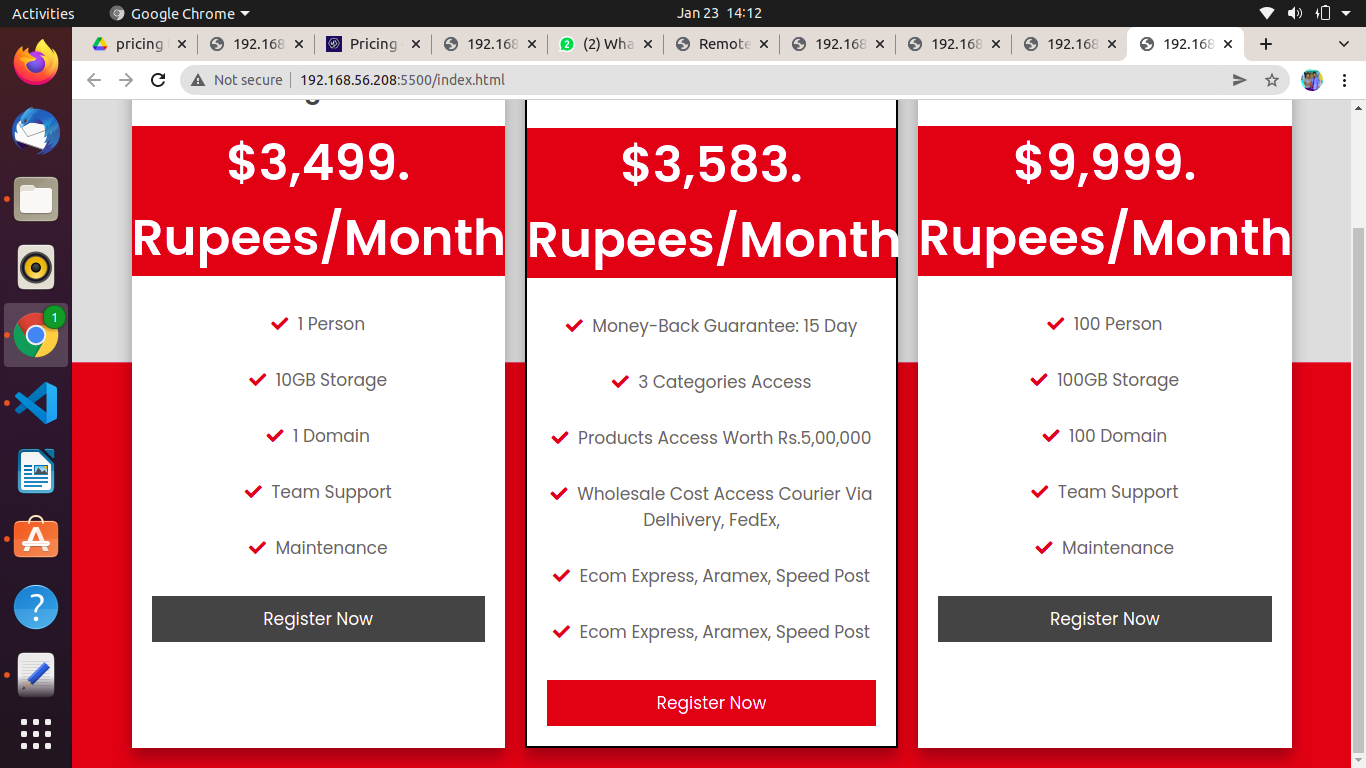 Activities
Google Chrome
Jan 23 14:12
pricing
192.168
Pricing
192.168
(2) Wha
Remote
192.168
192.168
192.168
192.168
Not secure
192.168.56.208:5500/index.html
1
$3,499.
Rupees/Month
1 Person
10GB Storage
1 Domain
Team Support
Maintenance
Register Now
$3,583.
Rupees/Month
Money-Back Guarantee: 15 Day
3 Categories Access
Products Access Worth Rs.5,00,000
Wholesale Cost Access Courier Via
Delhivery, FedEx,
Ecom Express, Aramex, Speed Post
Ecom Express, Aramex, Speed Post
Register Now
$9,999.
Rupees/Month
100 Person
100GB Storage
100 Domain
Team Support
Maintenance
Register Now